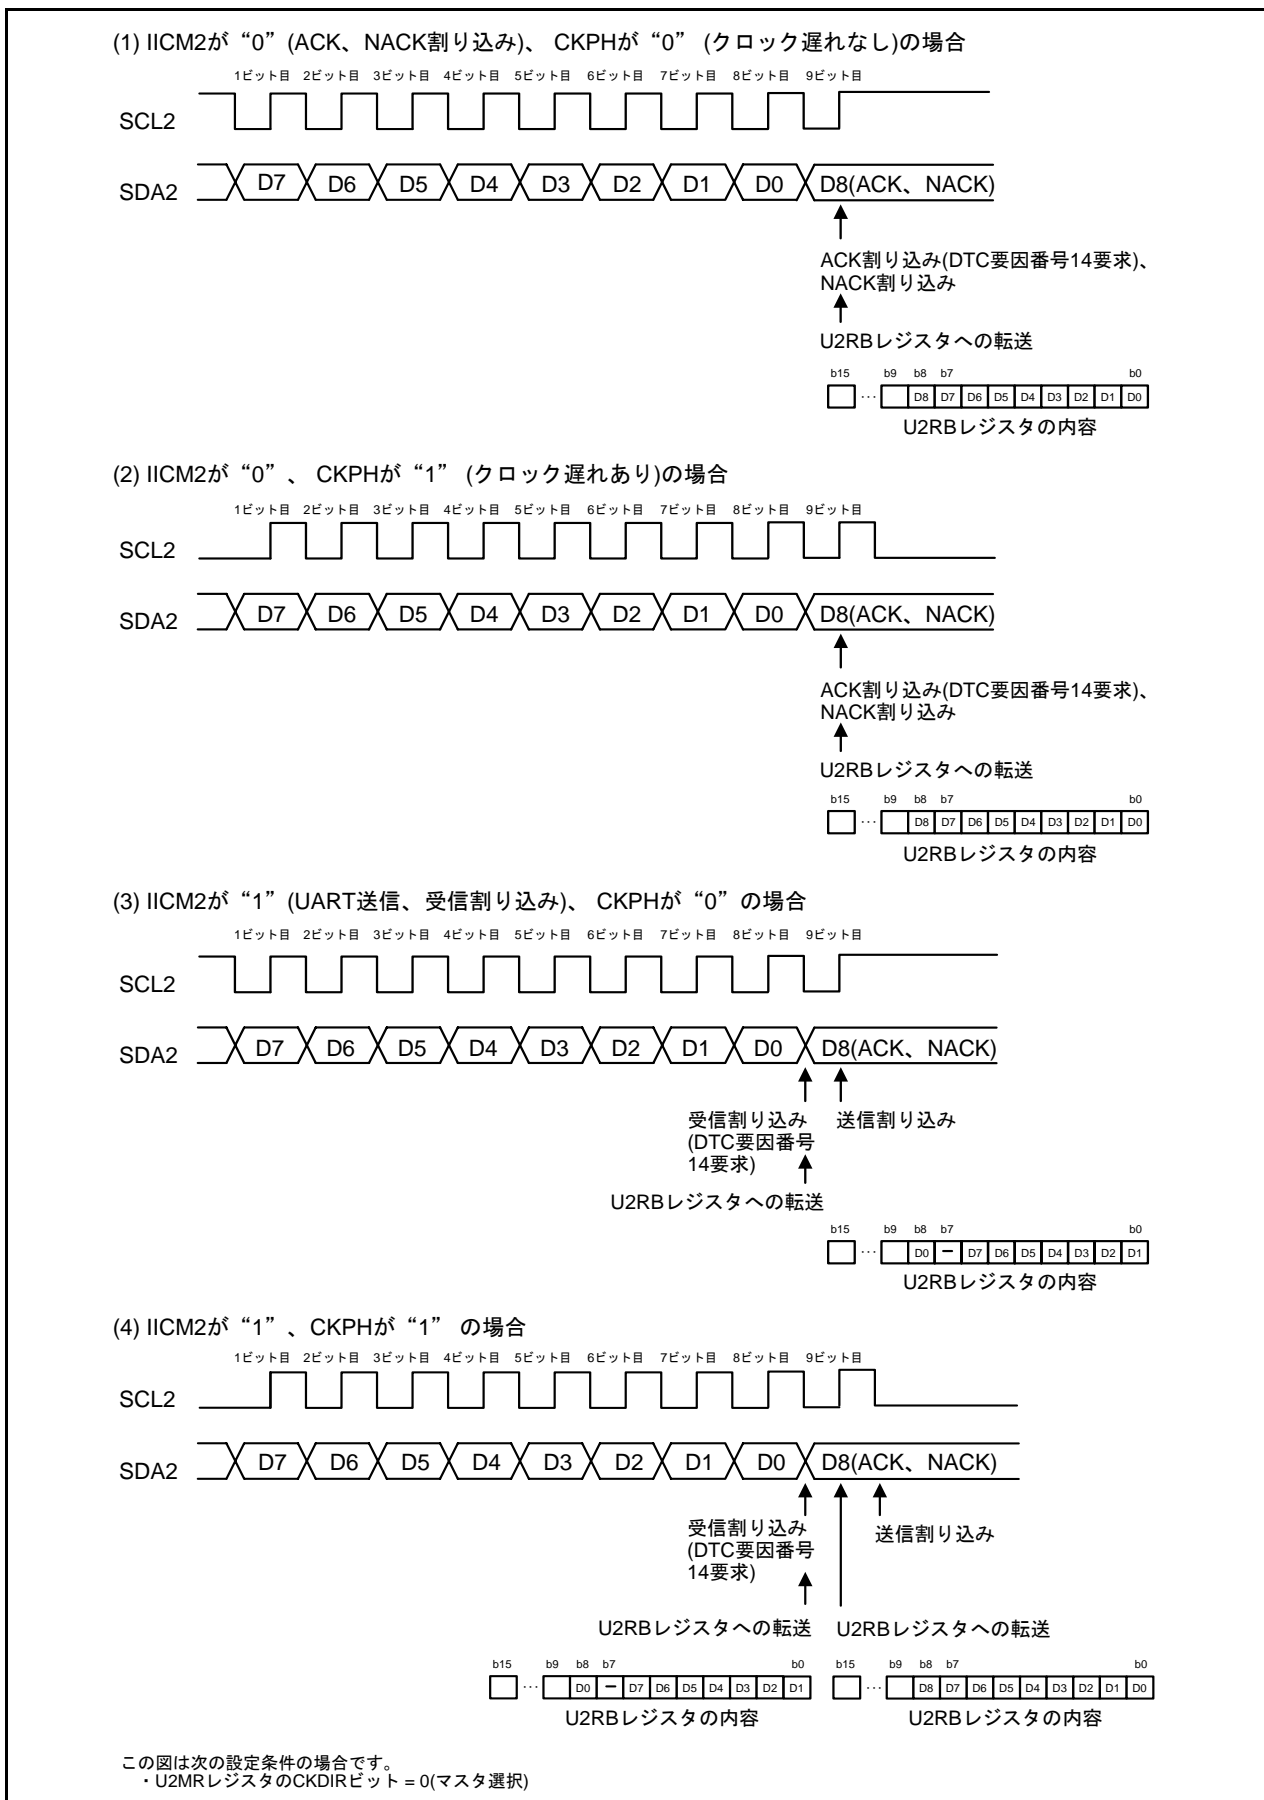 (1) IICM2が “0” (ACK、NACK割り込み)、 CKPHが “0” (クロック遅れなし)の場合
1ビット目 2ビット目 3ビット目 4ビット目 5ビット目 6ビット目 7ビット目 8ビット目 9ビット目
SCL2
SDA2 D7 D6 D5 D4 D3 D2 D1 D0 D8(ACK、NACK)
ACK割り込み(DTC要因番号14要求)、
NACK割り込み
U2RBレジスタへの転送
b15 b9 b8 b7 b0
… D8 D7 D6 D5 D4 D3 D2 D1 D0
U2RBレジスタの内容
(2) IICM2が “0” 、 CKPHが “1” (クロック遅れあり)の場合
1ビット目 2ビット目 3ビット目 4ビット目 5ビット目 6ビット目 7ビット目 8ビット目 9ビット目
SCL2
SDA2 D7 D6 D5 D4 D3 D2 D1 D0 D8(ACK、NACK)
ACK割り込み(DTC要因番号14要求)、
NACK割り込み
U2RBレジスタへの転送
b15 b9 b8 b7 b0
… D8 D7 D6 D5 D4 D3 D2 D1 D0
U2RBレジスタの内容
(3) IICM2が “1” (UART送信、受信割り込み)、 CKPHが “0” の場合
1ビット目 2ビット目 3ビット目 4ビット目 5ビット目 6ビット目 7ビット目 8ビット目 9ビット目
SCL2
SDA2 D7 D6 D5 D4 D3 D2 D1 D0 D8(ACK、NACK)
受信割り込み 送信割り込み
(DTC要因番号
14要求)
U2RBレジスタへの転送
b15 b9 b8 b7 b0
… D0 − D7 D6 D5 D4 D3 D2 D1
U2RBレジスタの内容
(4) IICM2が “1” 、CKPHが “1” の場合
1ビット目 2ビット目 3ビット目 4ビット目 5ビット目 6ビット目 7ビット目 8ビット目 9ビット目
SCL2
SDA2 D7 D6 D5 D4 D3 D2 D1 D0 D8(ACK、NACK)
受信割り込み 送信割り込み
(DTC要因番号
14要求)
U2RBレジスタへの転送 U2RBレジスタへの転送
b15 b9 b8 b7 b0 b15 b9 b8 b7 b0
… D0 − D7 D6 D5 D4 D3 D2 D1 … D8 D7 D6 D5 D4 D3 D2 D1 D0
U2RBレジスタの内容 U2RBレジスタの内容
この図は次の設定条件の場合です。
・U2MRレジスタのCKDIRビット = 0(マスタ選択)